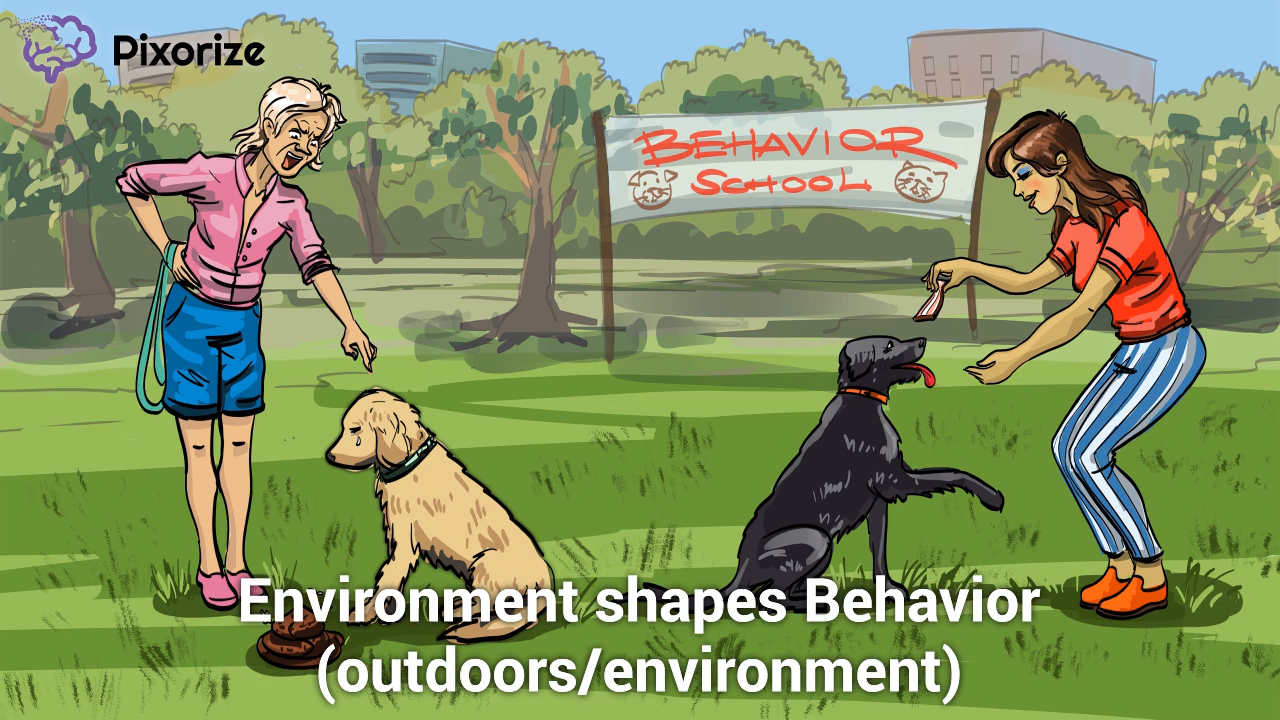 Pixorize
BEHAVIOR
SCHOOL
Environment shapes Behavior
(outdoors/environment)